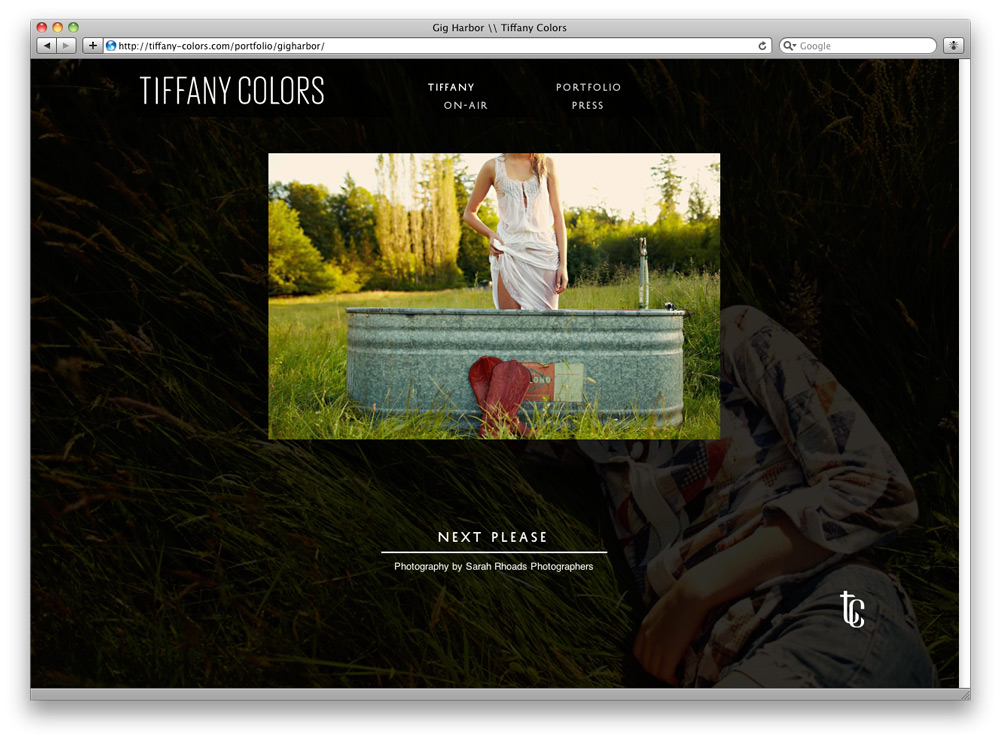 Gig Harbor \\ Tiffany Colors
http://tiffany-colors.com/portfolio/gigharbor/
Google
TIFFANY COLORS
TIFFANY PORTFOLIO
ON-AIR PRESS
NEXT PLEASE
Photography by Sarah Rhoads Photographers
tc